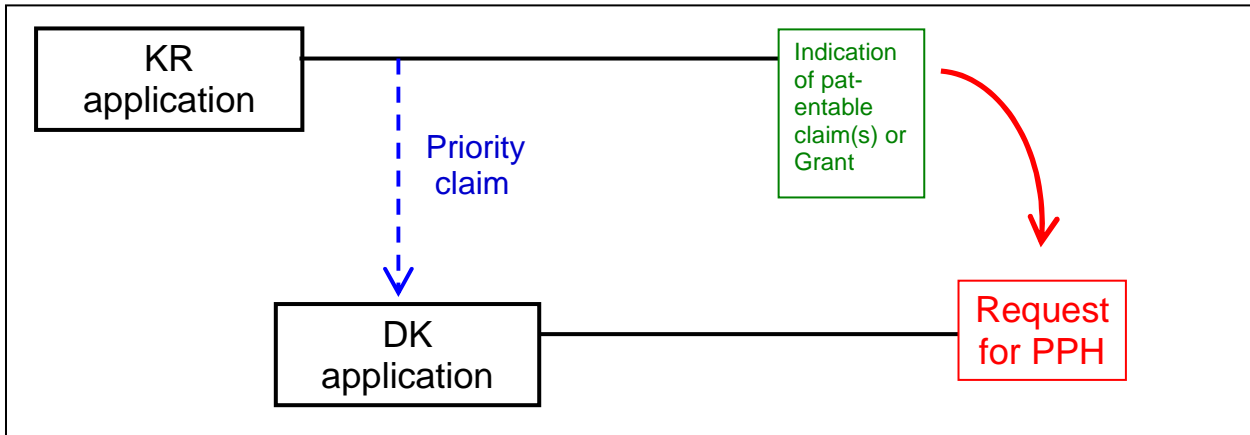 KR
application
Indication
of pat-
entable
claim(s) or
Grant
Priority
claim
DK
application
Request
for PPH